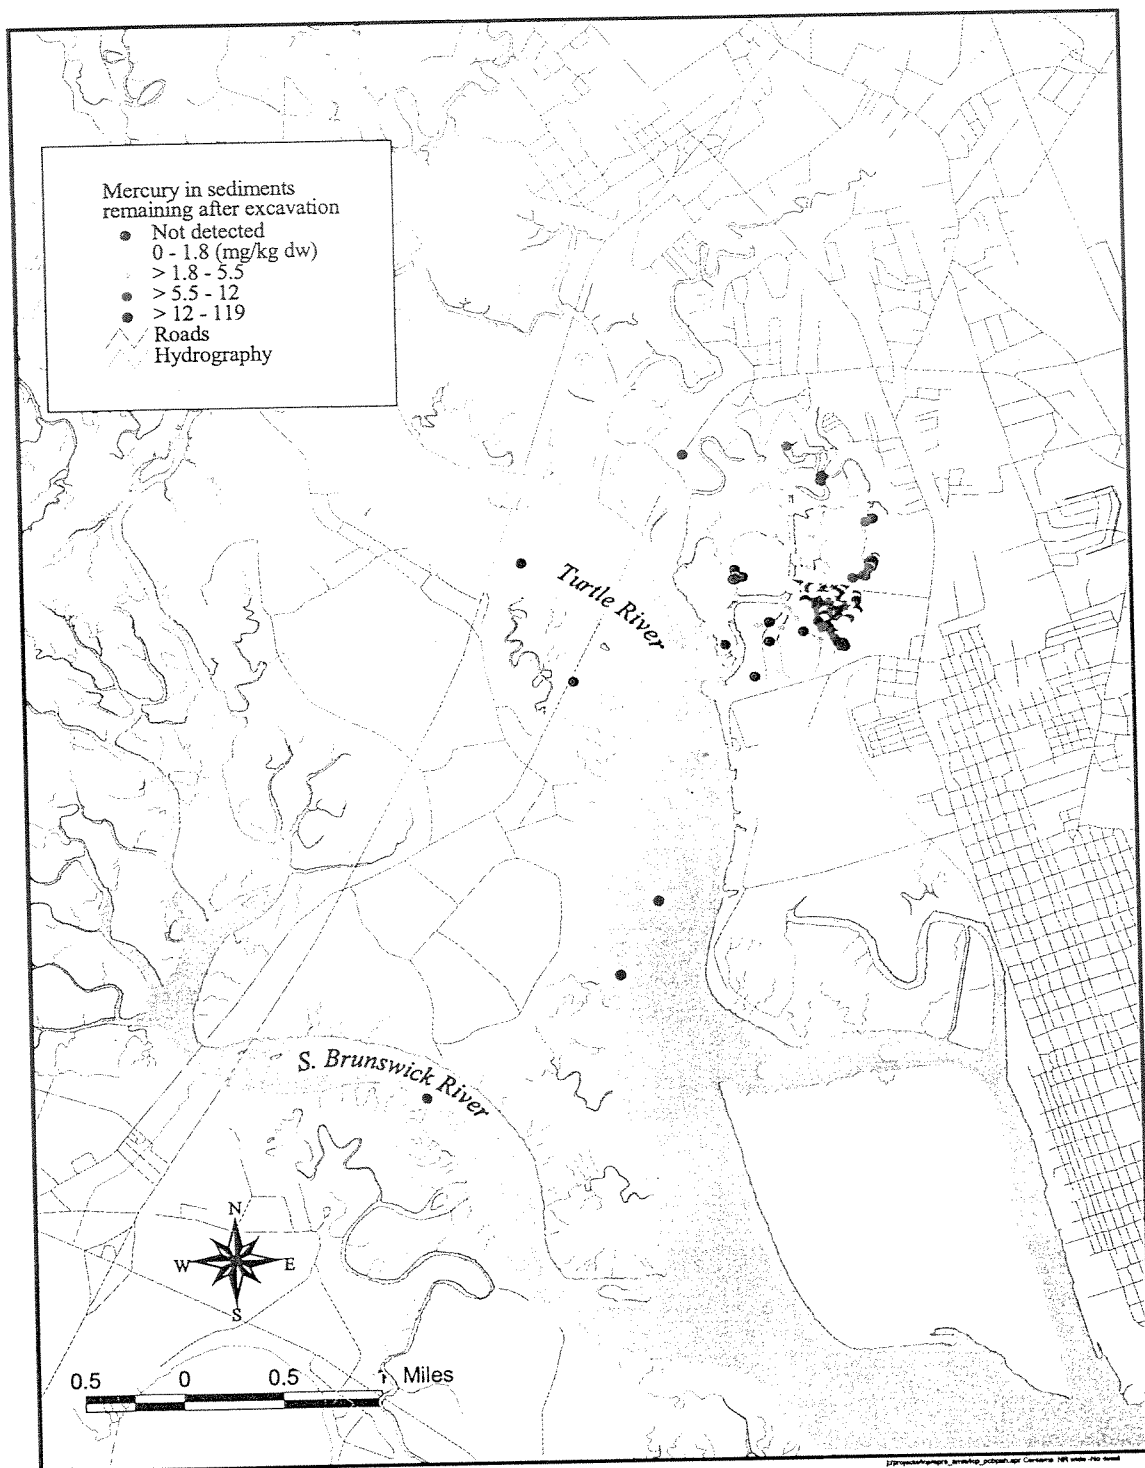 Mercury in sediments
remaining after excavation
Not detected
0 - 1.8 (mg/kg dw)
> 1.8 - 5.5
> 5.5 - 12
> 12 - 119
Roads
Hydrography
Turtle River
S. Brunswick River
N
W E
S
0.5 0 0.5 1 Miles